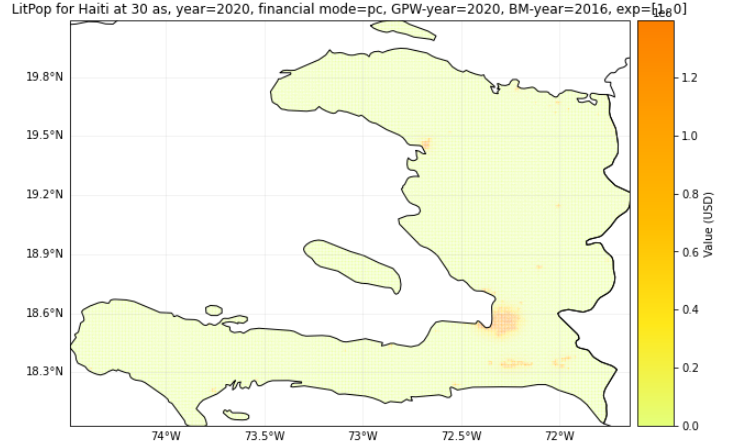 LitPop for Haiti at 30 as, year=2020, financial mode=pc, GPW-year=2020, BM-year=2016, exp=[1, 0]
1e8
19.8°N
19.5°N
19.2°N
18.9°N
18.6°N
18.3°N
74°W
73.5°W
73°W
72.5°W
72°W
1.2
1.0
0.8
0.6
0.4
0.2
0.0
Value (USD)